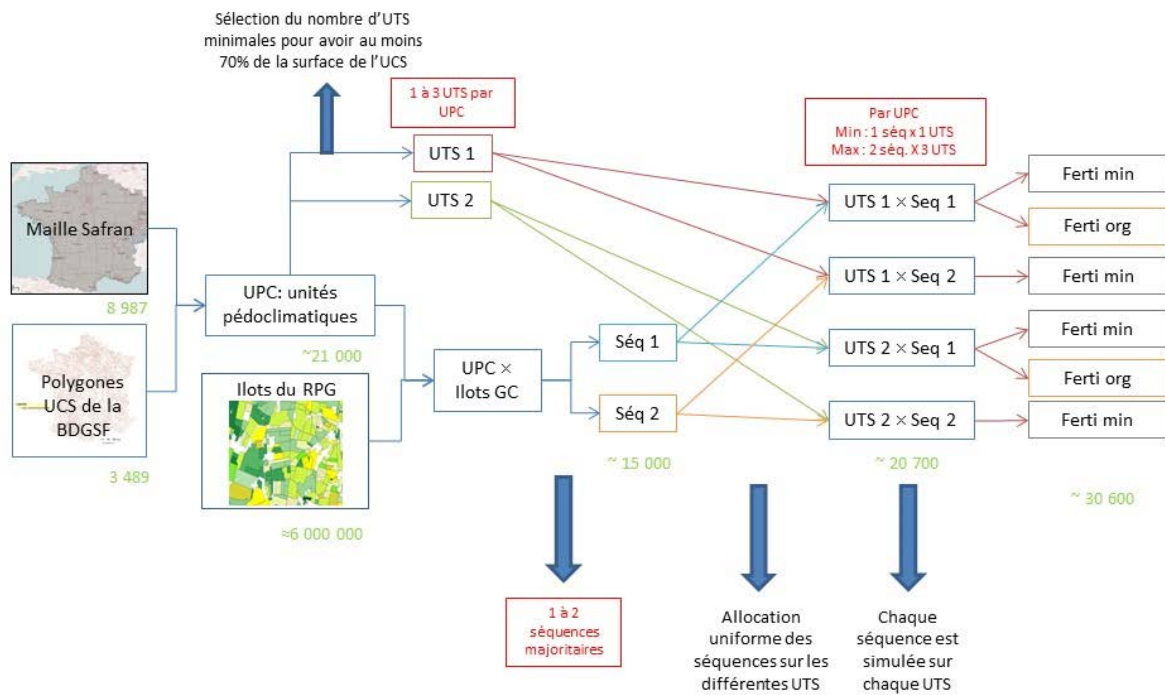 Sélection du nombre d’UTS
minimales pour avoir au moins
70% de la surface de l’UCS
1 à 3 UTS par
UPC
UTS 1
UTS 2
Maille Safran
8 987
Polygones
UCS de la
BDGSF
3 489
UPC: unités
pédoclimatiques
~21 000
Ilots du RPG
≈6 000 000
UPC ×
Ilots GC
Séq 1
Séq 2
~ 15 000
1 à 2
séquences
majoritaires
Par UPC
Min : 1 séq x 1 UTS
Max : 2 séq. X 3 UTS
UTS 1 × Seq 1
UTS 1 × Seq 2
UTS 2 × Seq 1
UTS 2 × Seq 2
~ 20 700
Ferti min
Ferti org
Ferti min
Ferti min
Ferti org
Ferti min
~ 30 600
Allocation
uniforme des
séquences sur les
différentes UTS
Chaque
séquence est
simulée sur
chaque UTS